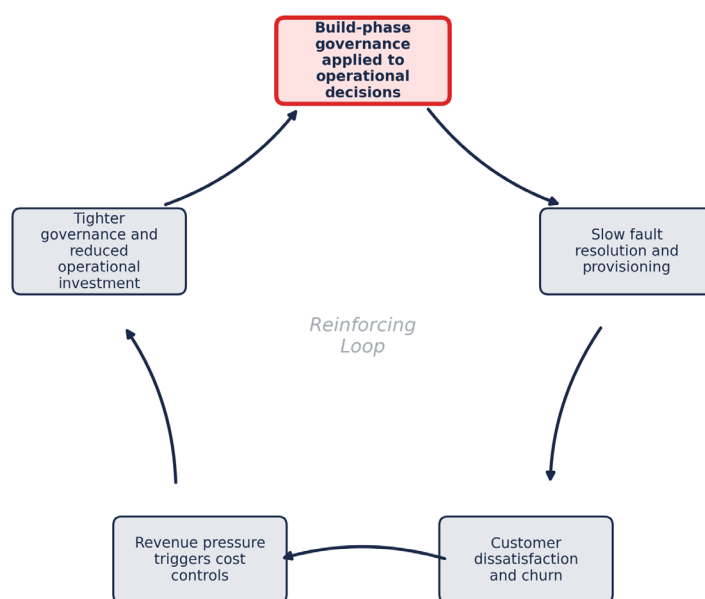 Build-phase
governance
applied to
operational
decisions
Tighter
governance and
reduced
operational
investment
Slow fault
resolution and
provisioning
Reinforcing
Loop
Revenue pressure
triggers cost
controls
Customer
dissatisfaction
and churn